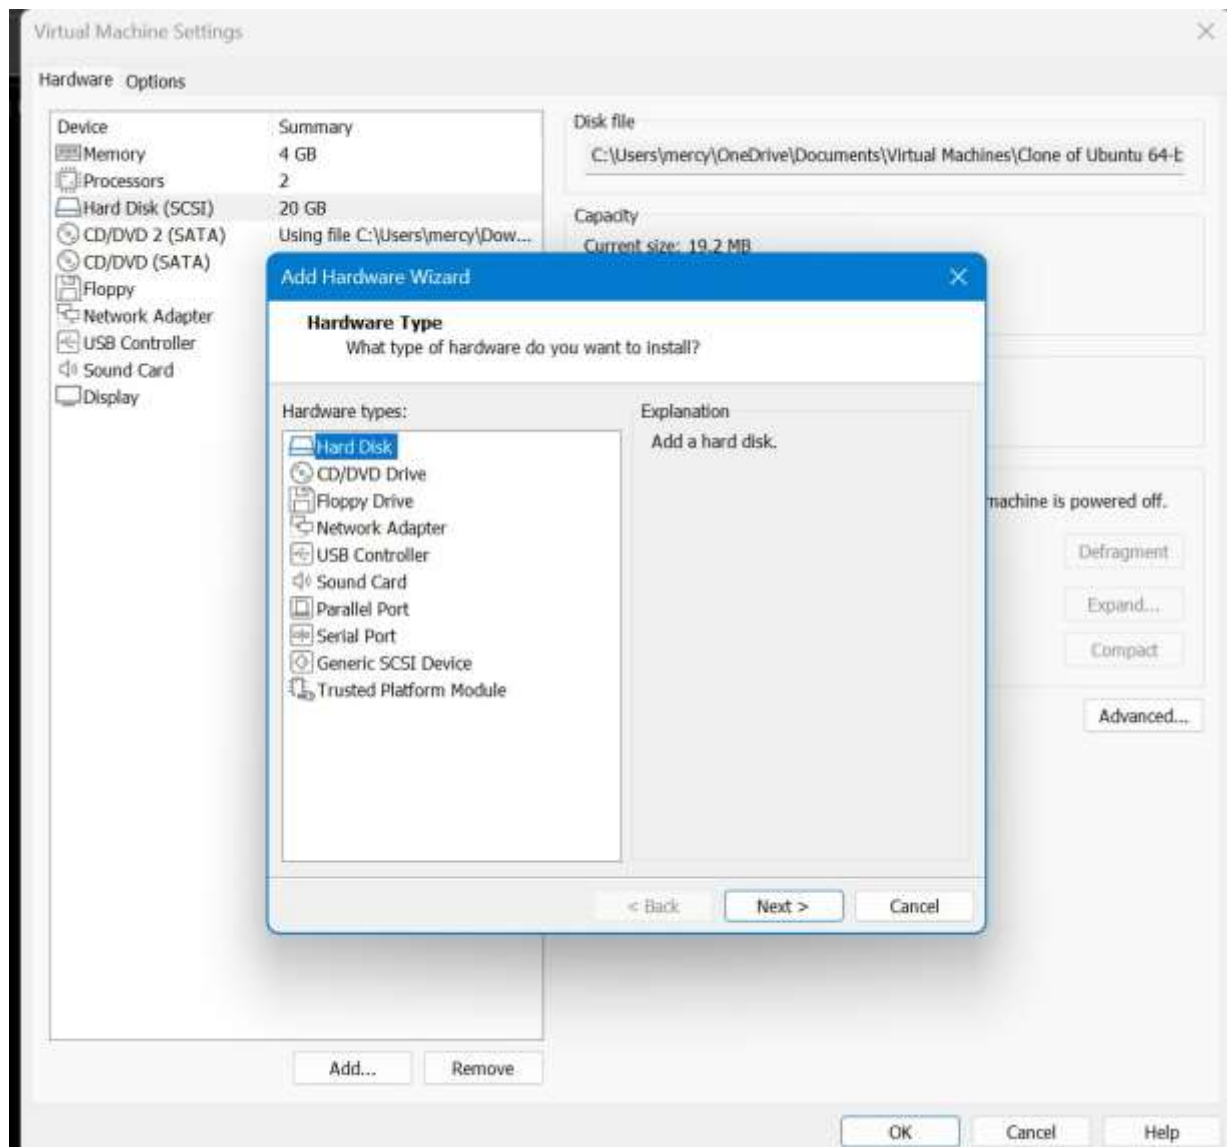 Virtual Machine Settings
Hardware Options
Device Summary
Memory 4 GB
Processors 2
Hard Disk (SCSI) 20 GB
CD/DVD 2 (SATA) Using file C:\Users\mercy\Dow...
CD/DVD (SATA)
Floppy
Network Adapter
USB Controller
Sound Card
Display
Disk file
C:\Users\mercy\OneDrive\Documents\Virtual Machines\Clone of Ubuntu 64-b
Capacity
Current size: 19.2 MB
machine is powered off.
Defragment
Expand...
Compact
Advanced...
Add Hardware Wizard
Hardware Type
What type of hardware do you want to install?
Hardware types:
Hard Disk
CD/DVD Drive
Floppy Drive
Network Adapter
USB Controller
Sound Card
Parallel Port
Serial Port
Generic SCSI Device
Trusted Platform Module
Explanation
Add a hard disk.
< Back Next > Cancel
Add... Remove
OK Cancel Help